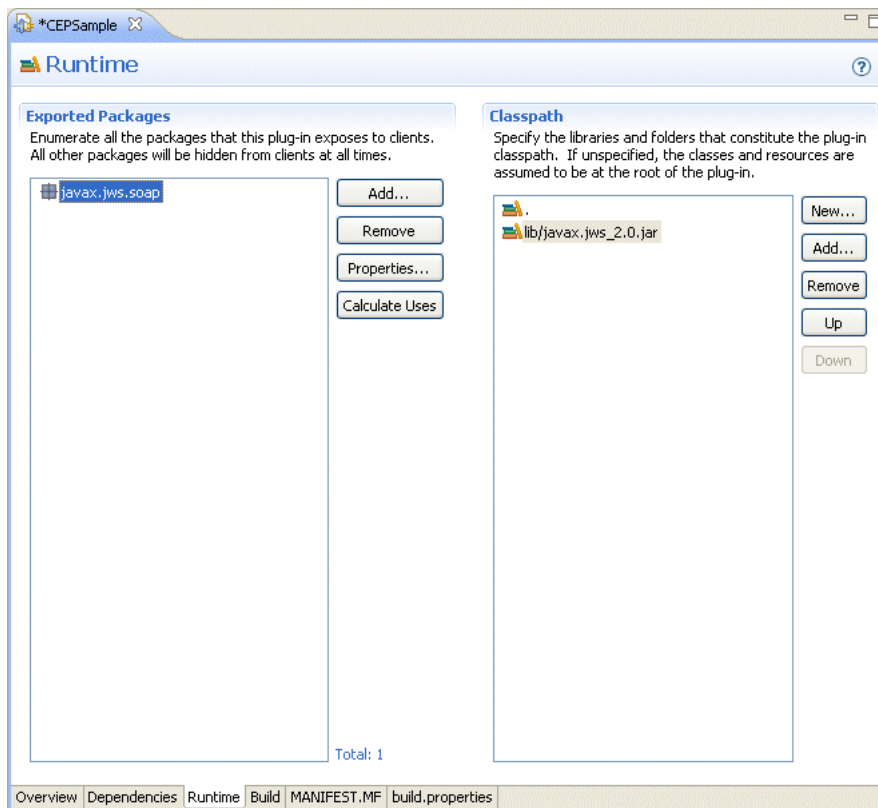 *CEPSample
Runtime
Exported Packages
Enumerate all the packages that this plug-in exposes to clients.
All other packages will be hidden from clients at all times.
javax.jws.soap
Add...
Remove
Properties...
Calculate Uses
Total: 1
Classpath
Specify the libraries and folders that constitute the plug-in
classpath. If unspecified, the classes and resources are
assumed to be at the root of the plug-in.
.
lib/javax.jws_2.0.jar
New...
Add...
Remove
Up
Down
Overview Dependencies Runtime Build MANIFEST.MF build.properties